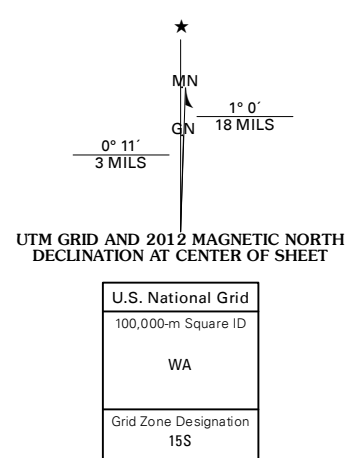 ★
MN
1° 0´
18 MILS
GN
0° 11´
3 MILS
UTM GRID AND 2012 MAGNETIC NORTH
DECLINATION AT CENTER OF SHEET
U.S. National Grid
100,000-m Square ID
WA
Grid Zone Designation
15S